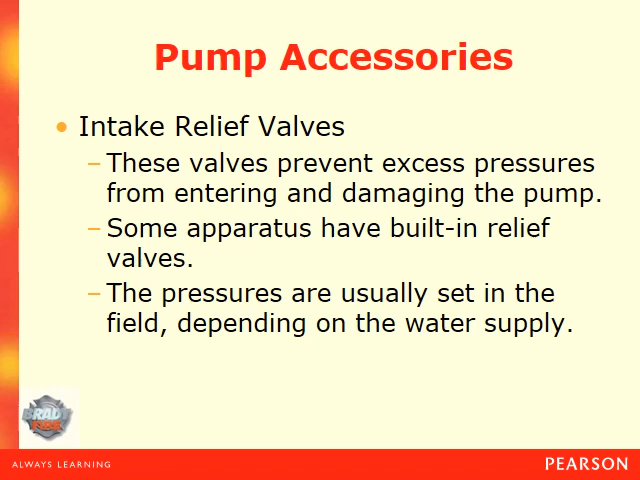 Pump Accessories
• Intake Relief Valves
– These valves prevent excess pressures
from entering and damaging the pump.
– Some apparatus have built-in relief
valves.
– The pressures are usually set in the
field, depending on the water supply.
BRADY
FIRE
ALWAYS LEARNING
PEARSON